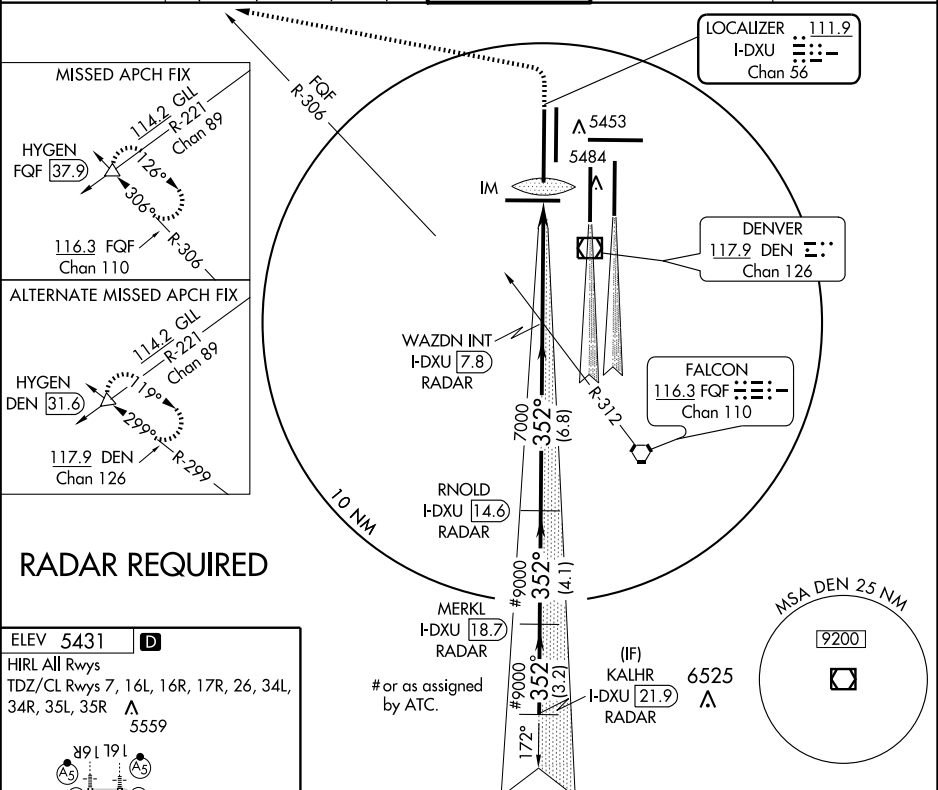 MISSED APCH FIX
114.2 GLL
R-221
Chan 89
HYGEN
FQF 37.9
126°
306°
116.3 FQF
Chan 110
R-306
ALTERNATE MISSED APCH FIX
114.2 GLL
R-221
Chan 89
HYGEN
DEN 31.6
119°
299°
117.9 DEN
Chan 126
R-299
RADAR REQUIRED
FQF
R-306
LOCALIZER 111.9
I-DXU
Chan 56
5453
5484
IM
DENVER
117.9 DEN
Chan 126
WAZDN INT
I-DXU 7.8
RADAR
FALCON
116.3 FQF
Chan 110
R-312
7000
352°
(6.8)
RNOLD
I-DXU 14.6
RADAR
10 NM
#9000
352°
(4.1)
MERKL
I-DXU 18.7
RADAR
#9000
352°
(3.2)
# or as assigned
by ATC.
(IF)
KALHR
I-DXU 21.9
RADAR
6525
172°
MSA DEN 25 NM
9200
ELEV 5431 D
HIRL All Rwys
TDZ/CL Rwys 7, 16L, 16R, 17R, 26, 34L,
34R, 35L, 35R
5559
16R 16L
A5 A5